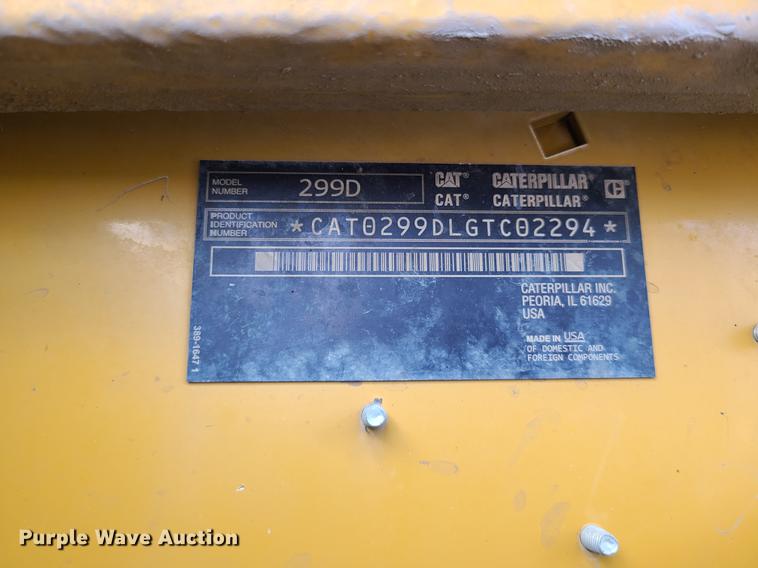 MODEL NUMBER 299D
CAT® CATERPILLAR® C
CAT® CATERPILLAR®
PRODUCT IDENTIFICATION NUMBER *CAT0299DLGTC02294*
CATERPILLAR INC.
PEORIA, IL 61629
USA
MADE IN USA
OF DOMESTIC AND
FOREIGN COMPONENTS
389-1647 1
Purple Wave Auction